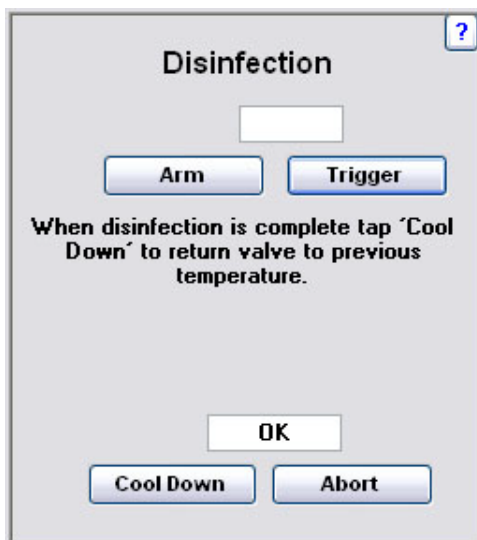 ?
Disinfection
Arm Trigger
When disinfection is complete tap ´Cool
Down´ to return valve to previous
temperature.
OK
Cool Down Abort